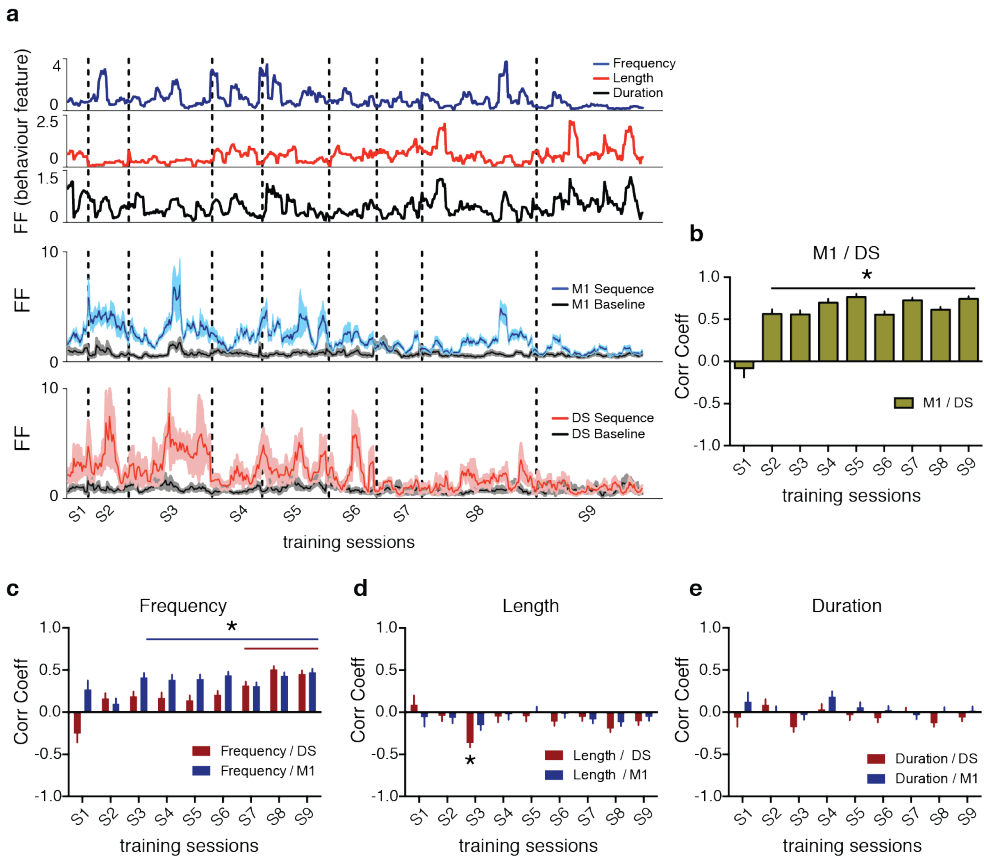 a
FF (behaviour feature)
4
0
Frequency
Length
Duration
2.5
0
1.5
0
FF
10
0
M1 Sequence
M1 Baseline
FF
10
0
DS Sequence
DS Baseline
S1 S2 S3 S4 S5 S6 S7 S8 S9
training sessions
b
M1 / DS
*
Corr Coeff
1.0
0.5
0.0
-0.5
-1.0
M1 / DS
S1 S2 S3 S4 S5 S6 S7 S8 S9
training sessions
c
Frequency
*
Corr Coeff
1.0
0.5
0.0
-0.5
-1.0
Frequency / DS
Frequency / M1
S1 S2 S3 S4 S5 S6 S7 S8 S9
training sessions
d
Length
Corr Coeff
1.0
0.5
0.0
-0.5
-1.0
*
Length / DS
Length / M1
S1 S2 S3 S4 S5 S6 S7 S8 S9
training sessions
e
Duration
Corr Coeff
1.0
0.5
0.0
-0.5
-1.0
Duration / DS
Duration / M1
S1 S2 S3 S4 S5 S6 S7 S8 S9
training sessions